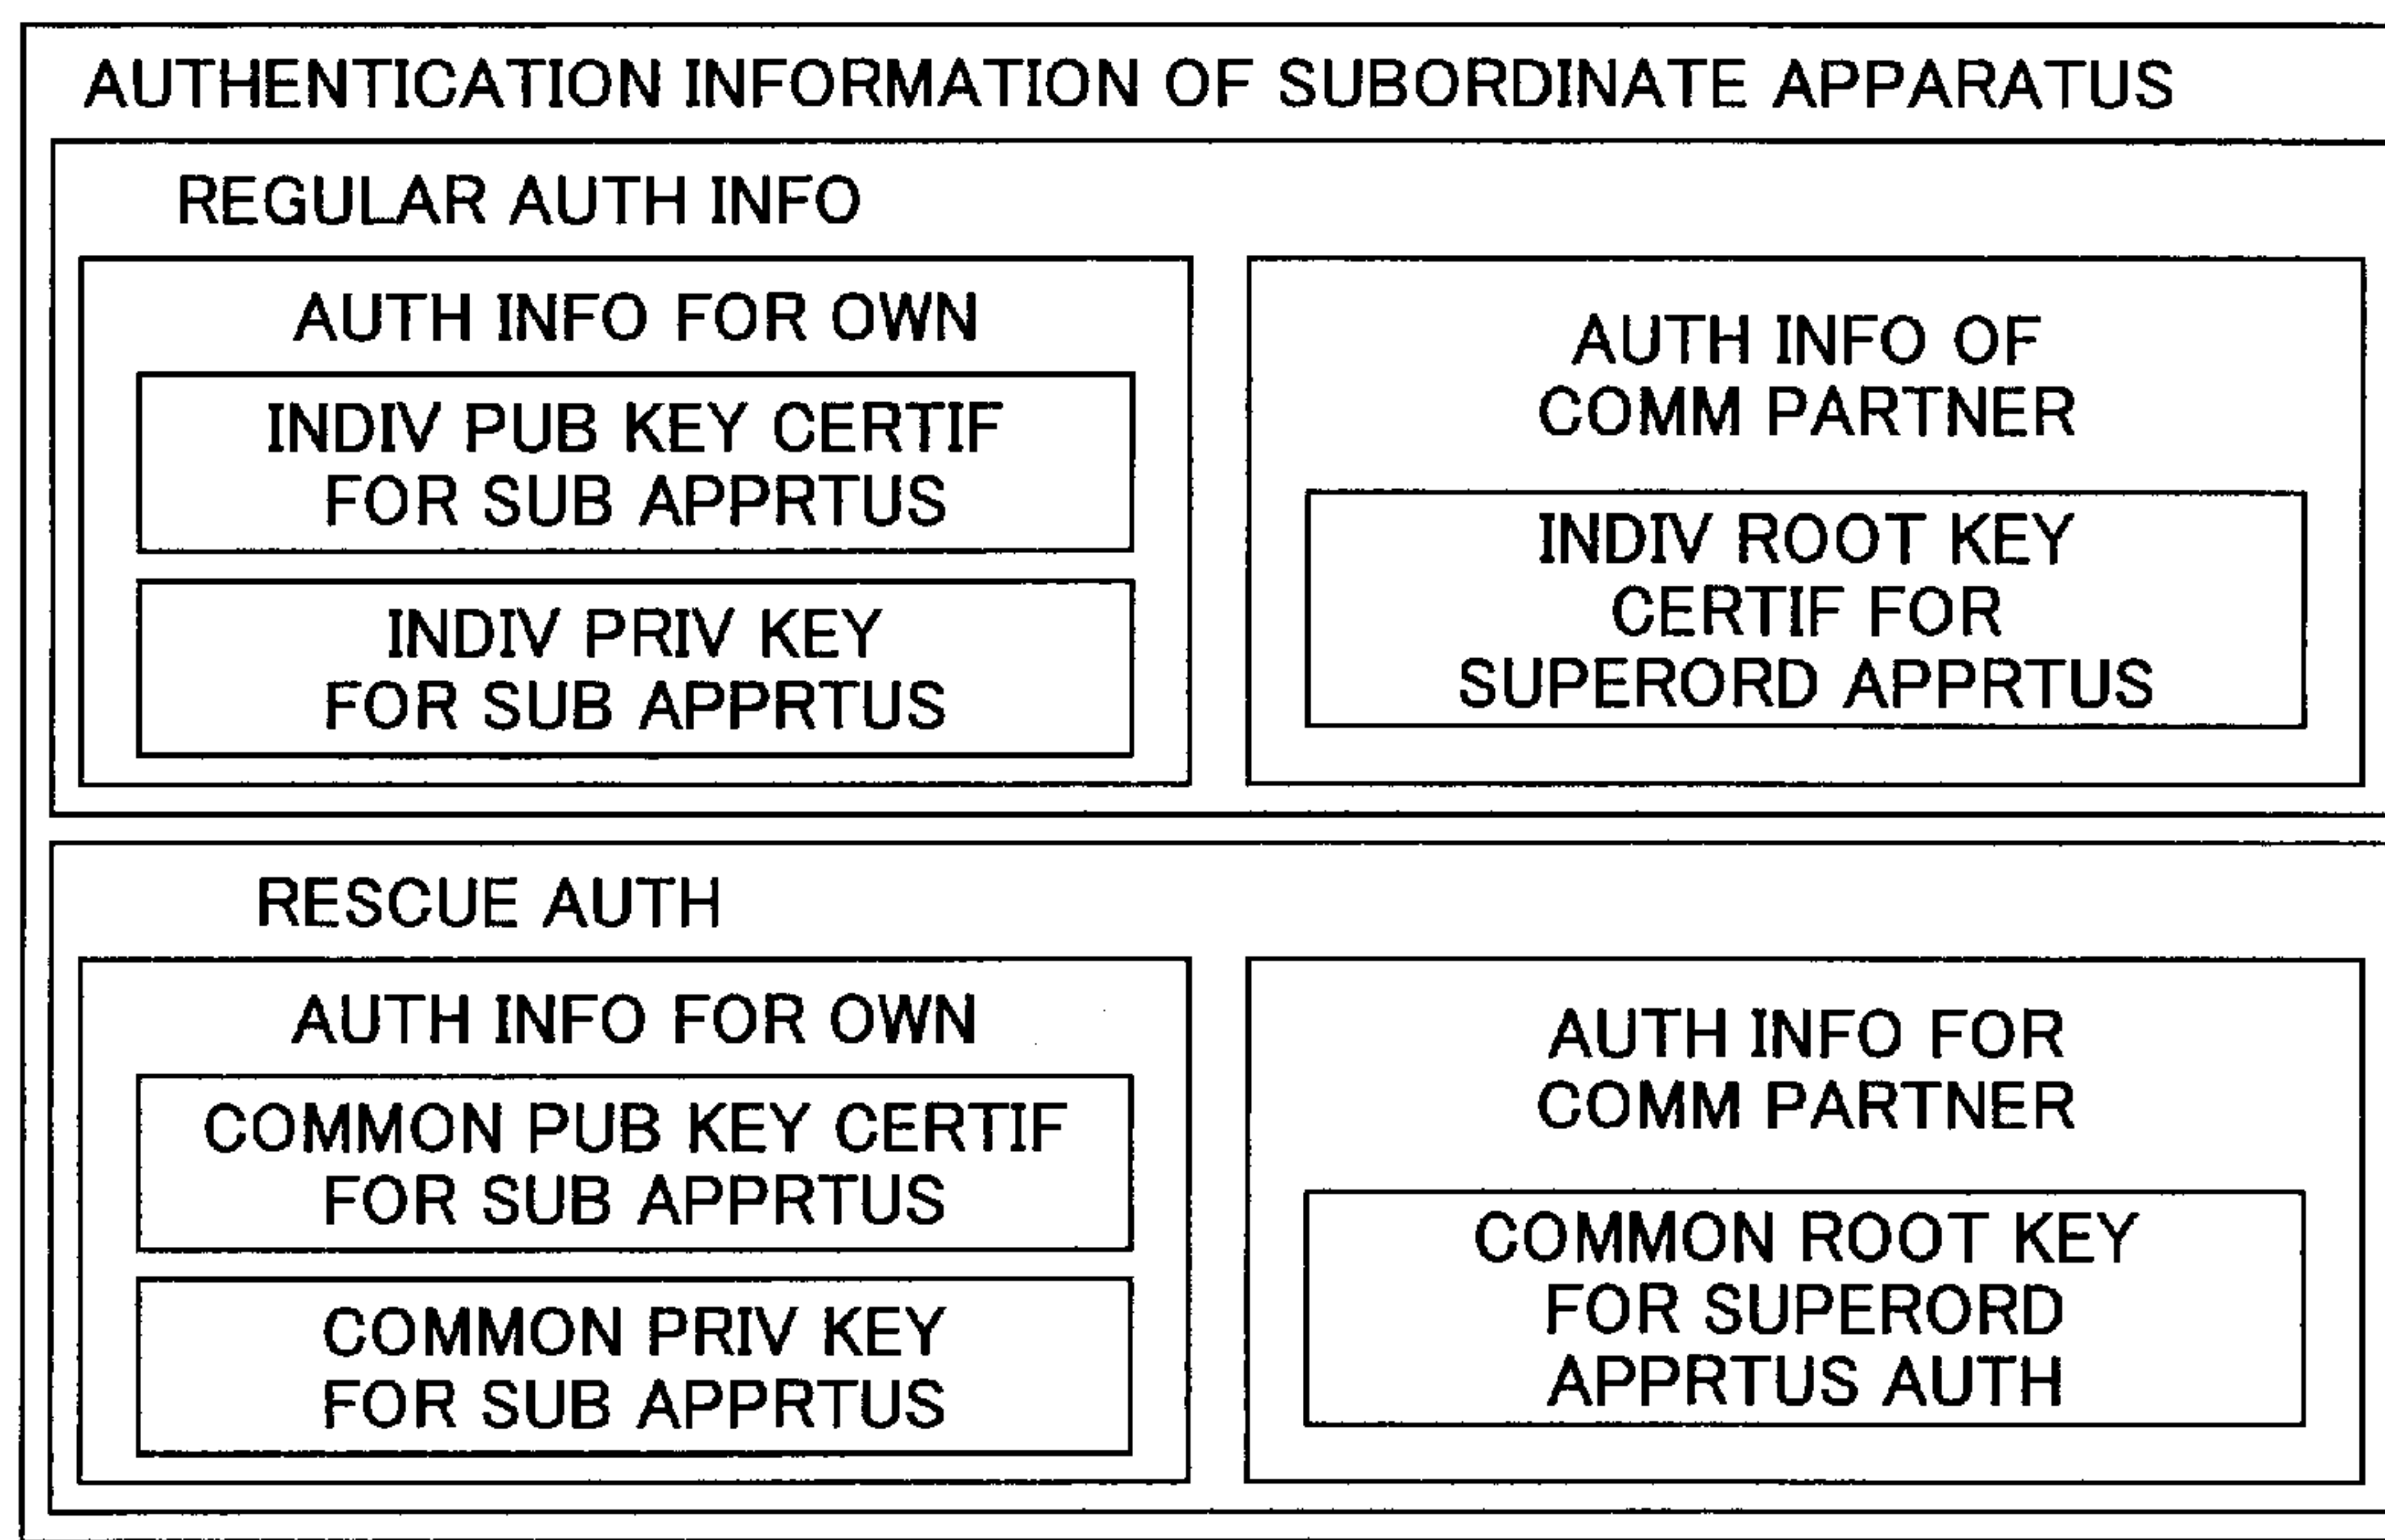 AUTHENTICATION INFORMATION OF SUBORDINATE APPARATUS
REGULAR AUTH INFO
AUTH INFO FOR OWN
INDIV PUB KEY CERTIF
FOR SUB APPRTUS
INDIV PRIV KEY
FOR SUB APPRTUS
AUTH INFO OF
COMM PARTNER
INDIV ROOT KEY
CERTIF FOR
SUPERORD APPRTUS
RESCUE AUTH
AUTH INFO FOR OWN
COMMON PUB KEY CERTIF
FOR SUB APPRTUS
COMMON PRIV KEY
FOR SUB APPRTUS
AUTH INFO FOR
COMM PARTNER
COMMON ROOT KEY
FOR SUPERORD
APPRTUS AUTH